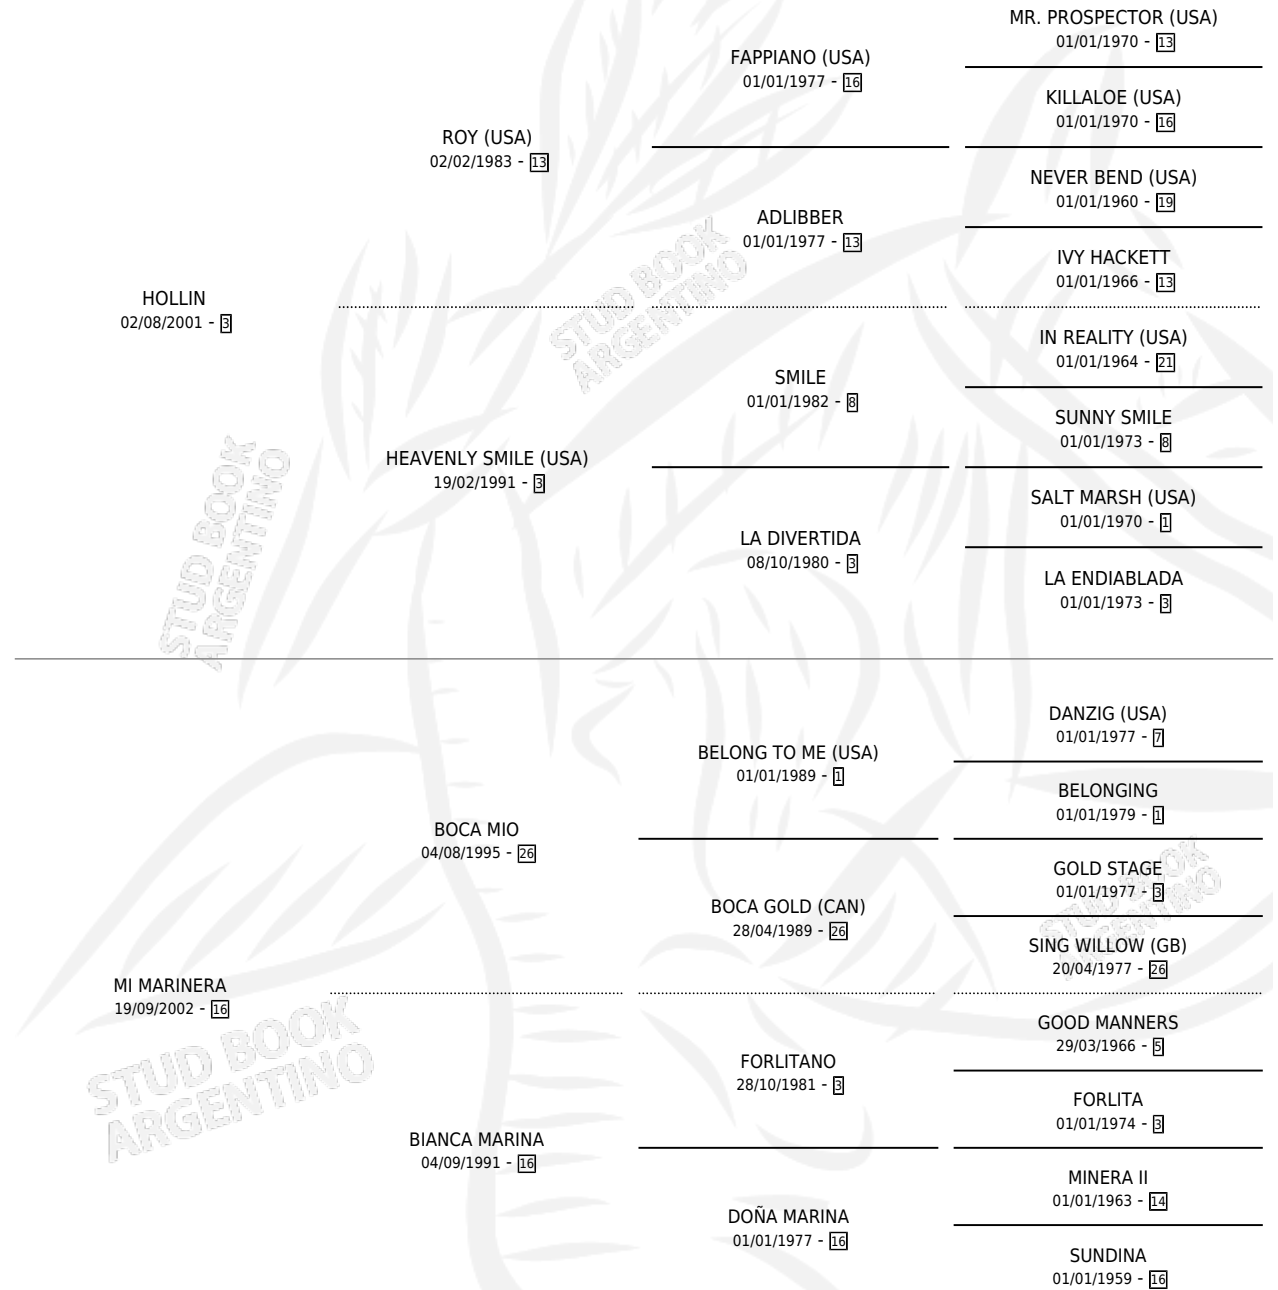 MR. PROSPECTOR (USA)
01/01/1970 - 13
FAPPIANO (USA)
01/01/1977 - 16
KILLALOE (USA)
01/01/1970 - 16
ROY (USA)
02/02/1983 - 13
NEVER BEND (USA)
01/01/1960 - 19
ADLIBBER
01/01/1977 - 13
IVY HACKETT
01/01/1966 - 13
HOLLIN
02/08/2001 - 3
IN REALITY (USA)
01/01/1964 - 21
SMILE
01/01/1982 - 8
SUNNY SMILE
01/01/1973 - 8
HEAVENLY SMILE (USA)
19/02/1991 - 3
SALT MARSH (USA)
01/01/1970 - 1
LA DIVERTIDA
08/10/1980 - 3
LA ENDIABLADA
01/01/1973 - 3
DANZIG (USA)
01/01/1977 - 7
BELONG TO ME (USA)
01/01/1989 - 1
BELONGING
01/01/1979 - 1
BOCA MIO
04/08/1995 - 26
GOLD STAGE
01/01/1977 - 3
BOCA GOLD (CAN)
28/04/1989 - 26
SING WILLOW (GB)
20/04/1977 - 26
MI MARINERA
19/09/2002 - 16
GOOD MANNERS
29/03/1966 - 5
FORLITANO
28/10/1981 - 3
FORLITA
01/01/1974 - 3
BIANCA MARINA
04/09/1991 - 16
MINERA II
01/01/1963 - 14
DOÑA MARINA
01/01/1977 - 16
SUNDINA
01/01/1959 - 16
STUD BOOK
ARGENTINO
STUD BOOK
ARGENTINO
STUD BOOK
ARGENTINO
STUD BOOK
ARGENTINO